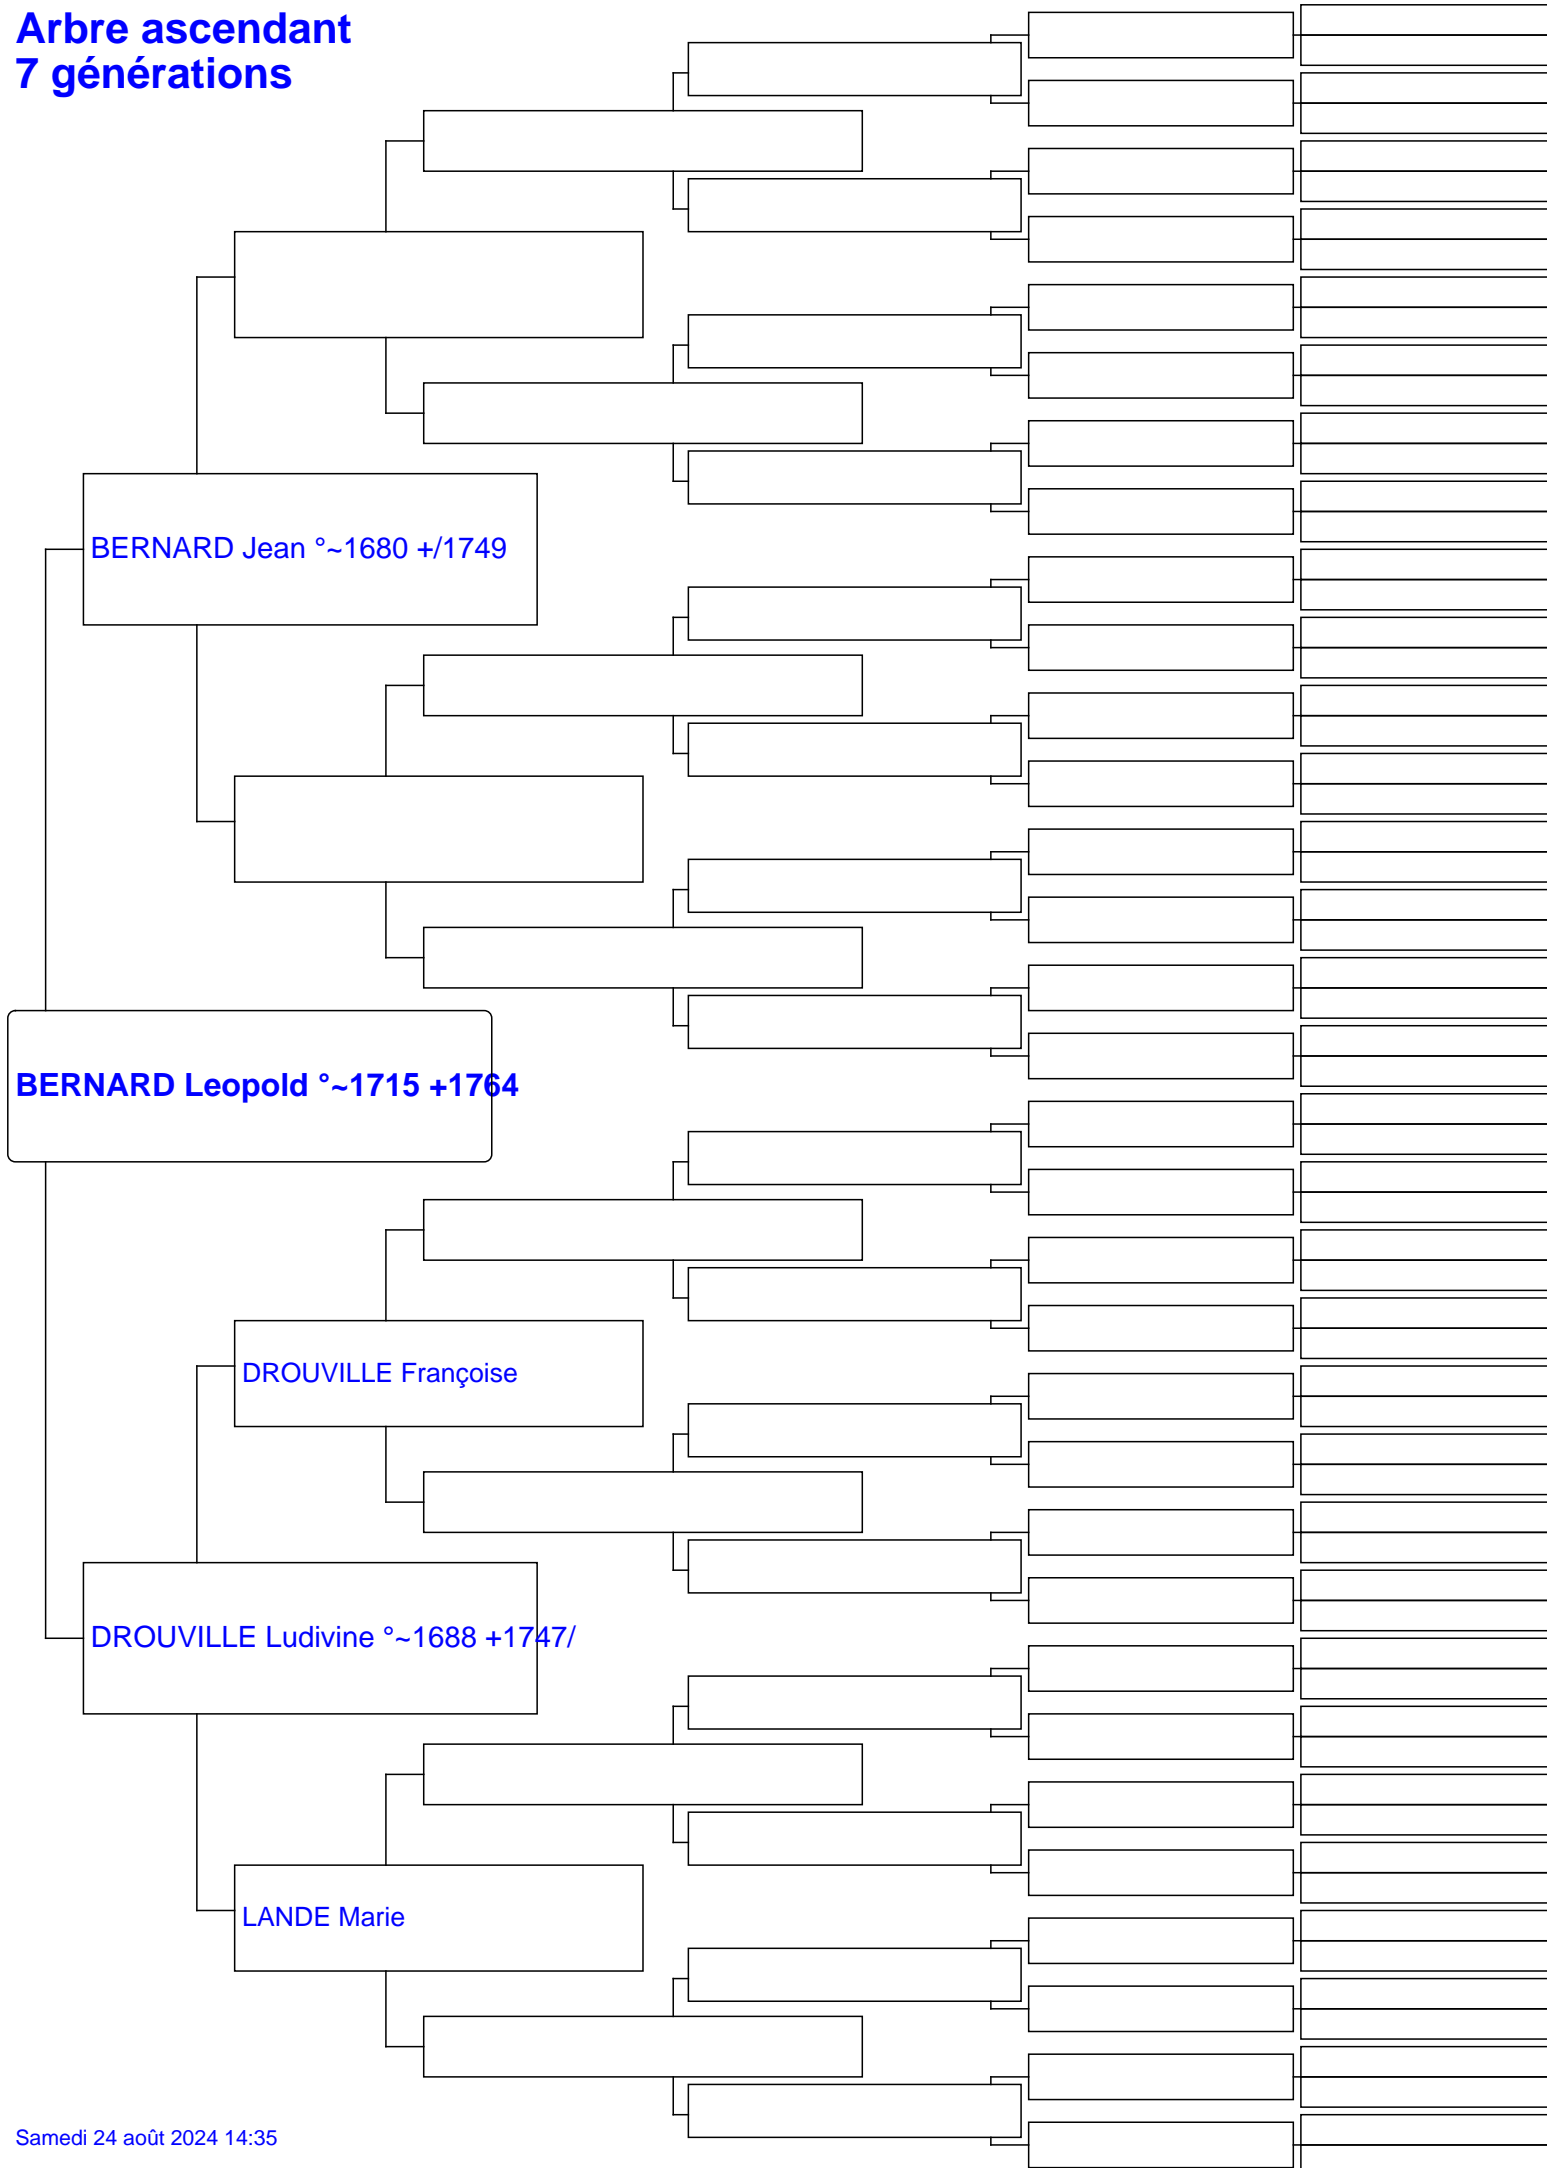 Arbre ascendant
7 générations
BERNARD Jean °~1680 +/1749
BERNARD Leopold °~1715 +1764
DROUVILLE Françoise
DROUVILLE Ludivine °~1688 +1747/
LANDE Marie
Samedi 24 août 2024 14:35